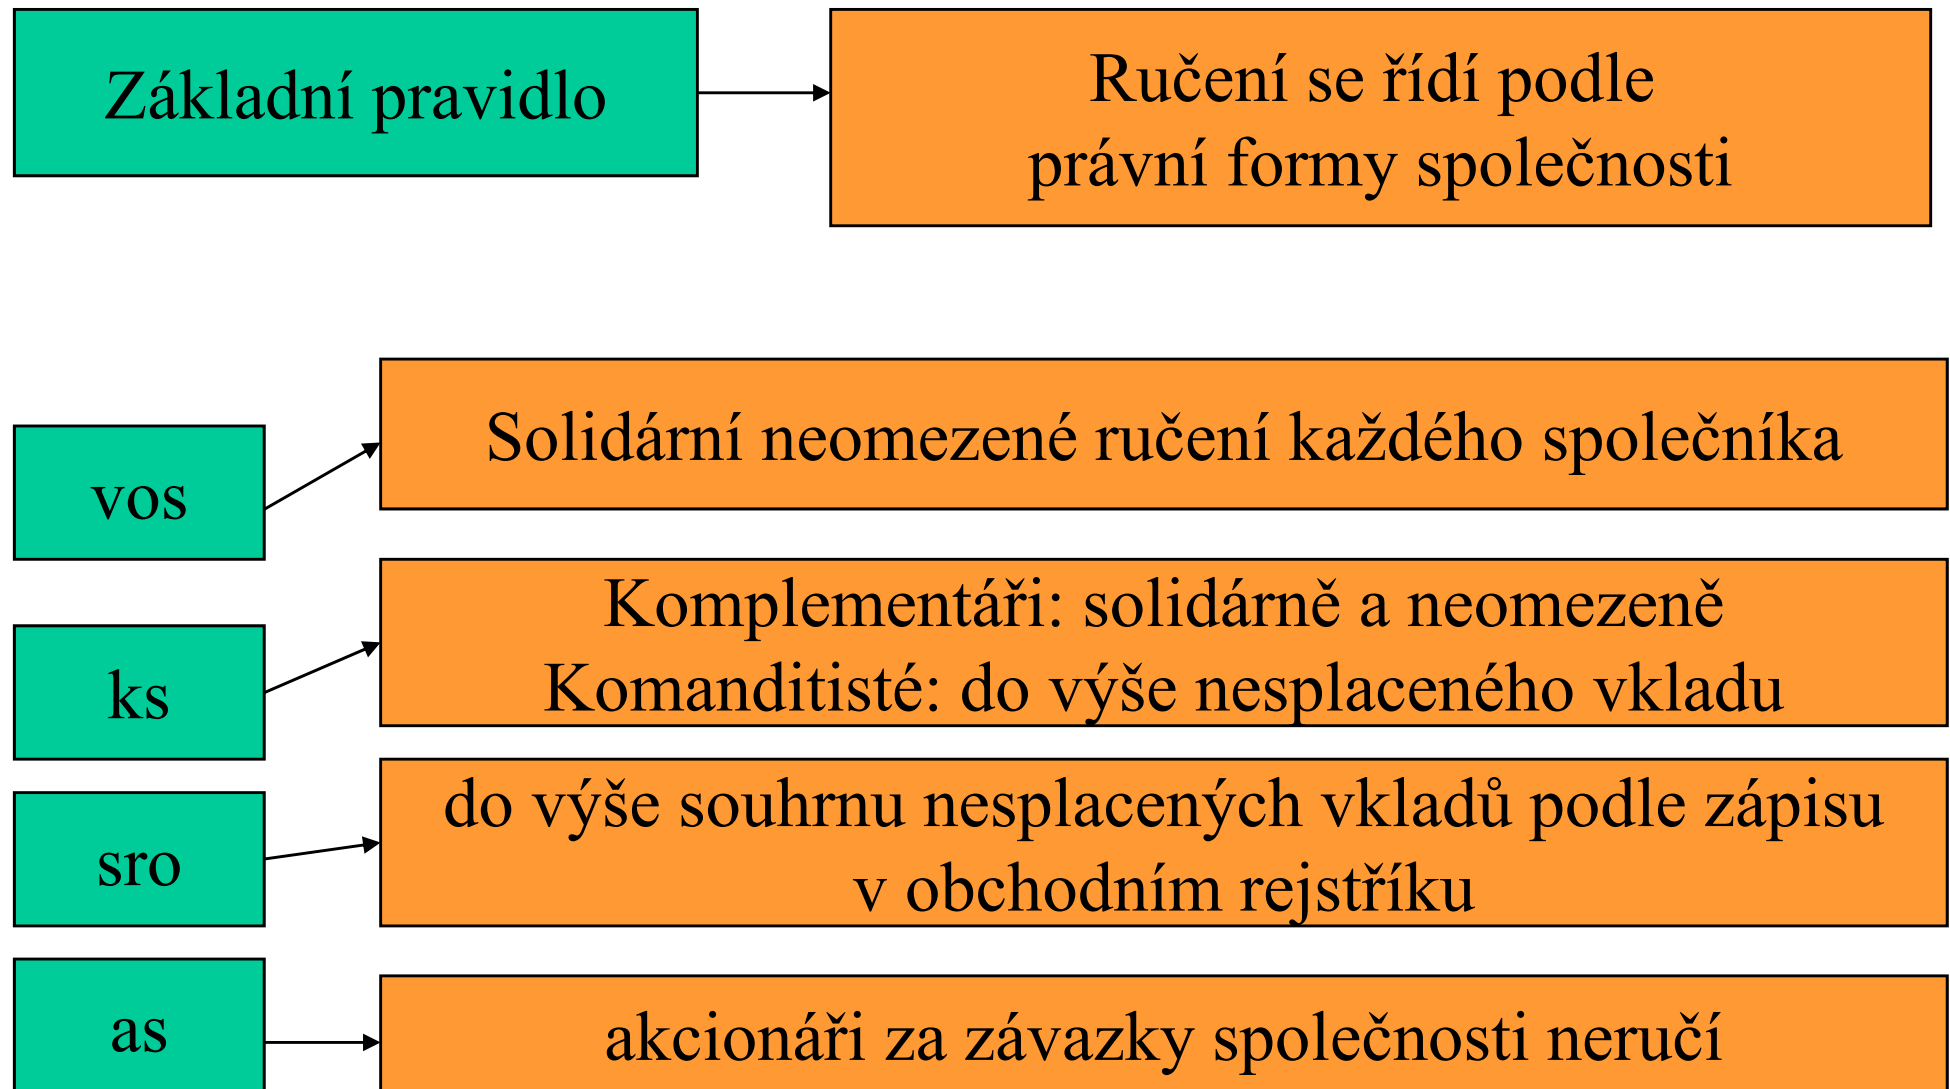 Základní pravidlo
Ručení se řídí podle
právní formy společnosti
vos
Solidární neomezené ručení každého společníka
ks
Komplementáři: solidárně a neomezeně
Komanditisté: do výše nesplaceného vkladu
sro
do výše souhrnu nesplacených vkladů podle zápisu
v obchodním rejstříku
as
akcionáři za závazky společnosti neručí